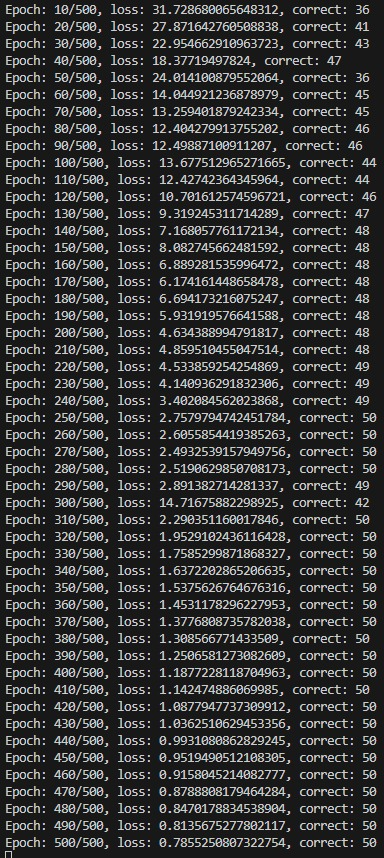 Epoch: 10/500, loss: 31.728680065648312, correct: 36
Epoch: 20/500, loss: 27.871642760508838, correct: 41
Epoch: 30/500, loss: 22.954662910963723, correct: 43
Epoch: 40/500, loss: 18.37719497824, correct: 47
Epoch: 50/500, loss: 24.014100879552064, correct: 36
Epoch: 60/500, loss: 14.044921236878979, correct: 45
Epoch: 70/500, loss: 13.259401879242334, correct: 45
Epoch: 80/500, loss: 12.404279913755202, correct: 46
Epoch: 90/500, loss: 12.49887100911207, correct: 46
Epoch: 100/500, loss: 13.677512965271665, correct: 44
Epoch: 110/500, loss: 12.42742364345964, correct: 44
Epoch: 120/500, loss: 10.701612574596721, correct: 46
Epoch: 130/500, loss: 9.319245311714289, correct: 47
Epoch: 140/500, loss: 7.168057761172134, correct: 48
Epoch: 150/500, loss: 8.082745662481592, correct: 48
Epoch: 160/500, loss: 6.889281535996472, correct: 48
Epoch: 170/500, loss: 6.174161448658478, correct: 48
Epoch: 180/500, loss: 6.694173216075247, correct: 48
Epoch: 190/500, loss: 5.931919576641588, correct: 48
Epoch: 200/500, loss: 4.634388994791817, correct: 48
Epoch: 210/500, loss: 4.859510455047514, correct: 48
Epoch: 220/500, loss: 4.533859254254869, correct: 49
Epoch: 230/500, loss: 4.140936291832306, correct: 49
Epoch: 240/500, loss: 3.402084562023868, correct: 49
Epoch: 250/500, loss: 2.7579794742451784, correct: 50
Epoch: 260/500, loss: 2.6055854419385263, correct: 50
Epoch: 270/500, loss: 2.4932539157949756, correct: 50
Epoch: 280/500, loss: 2.5190629850708173, correct: 50
Epoch: 290/500, loss: 2.891382714281337, correct: 49
Epoch: 300/500, loss: 14.71675882298925, correct: 42
Epoch: 310/500, loss: 2.290351160017846, correct: 50
Epoch: 320/500, loss: 1.9529102436116428, correct: 50
Epoch: 330/500, loss: 1.7585299871868327, correct: 50
Epoch: 340/500, loss: 1.6372202865206635, correct: 50
Epoch: 350/500, loss: 1.5375626764676316, correct: 50
Epoch: 360/500, loss: 1.4531178296227953, correct: 50
Epoch: 370/500, loss: 1.3776808735782038, correct: 50
Epoch: 380/500, loss: 1.308566771433509, correct: 50
Epoch: 390/500, loss: 1.2506581273082609, correct: 50
Epoch: 400/500, loss: 1.1877228118704963, correct: 50
Epoch: 410/500, loss: 1.142474886069985, correct: 50
Epoch: 420/500, loss: 1.0877947737309912, correct: 50
Epoch: 430/500, loss: 1.0362510629453356, correct: 50
Epoch: 440/500, loss: 0.9931080862829245, correct: 50
Epoch: 450/500, loss: 0.9519490512108305, correct: 50
Epoch: 460/500, loss: 0.9158045214082777, correct: 50
Epoch: 470/500, loss: 0.8788808179464284, correct: 50
Epoch: 480/500, loss: 0.8470178834538904, correct: 50
Epoch: 490/500, loss: 0.8135675277802117, correct: 50
Epoch: 500/500, loss: 0.7855250807322754, correct: 50